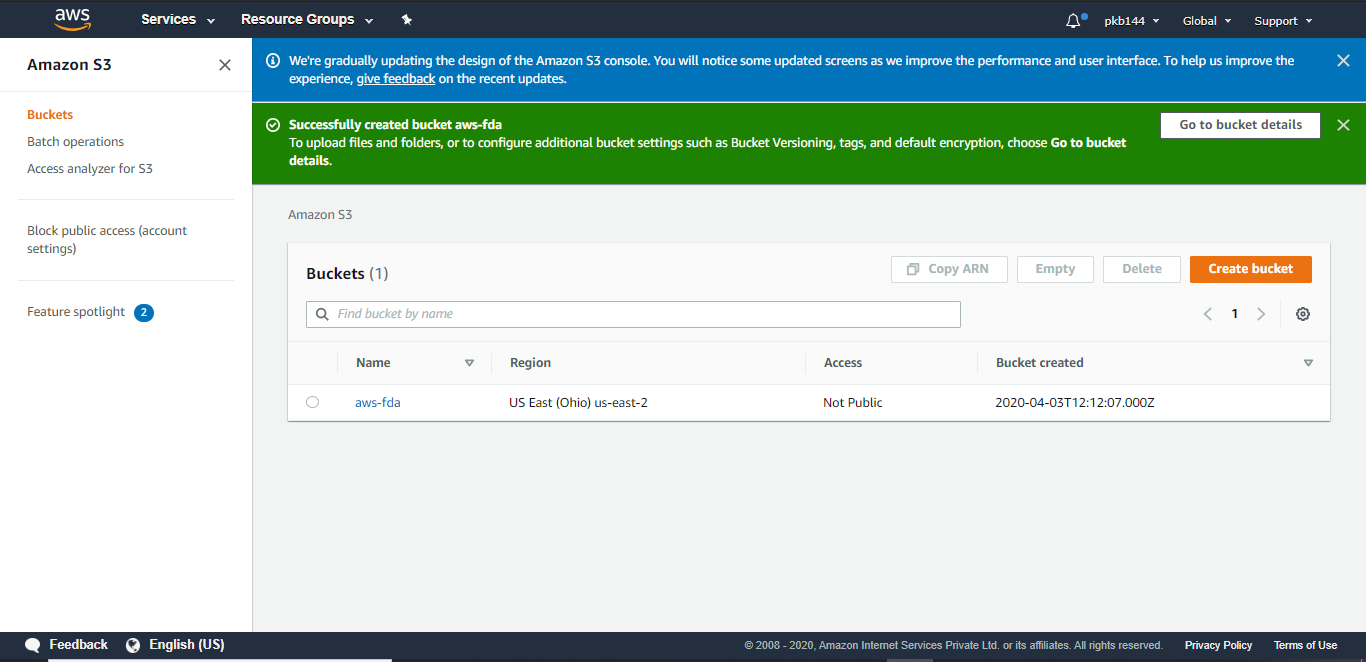 aws Services Resource Groups pkb144 Global Support
Amazon S3
Buckets
Batch operations
Access analyzer for S3
Block public access (account
settings)
Feature spotlight 2
We're gradually updating the design of the Amazon S3 console. You will notice some updated screens as we improve the performance and user interface. To help us improve the
experience, give feedback on the recent updates.
Successfully created bucket aws-fda
To upload files and folders, or to configure additional bucket settings such as Bucket Versioning, tags, and default encryption, choose Go to bucket
details.
Go to bucket details
Amazon S3
Buckets (1)
Copy ARN Empty Delete Create bucket
Find bucket by name
1
Name Region Access Bucket created
aws-fda US East (Ohio) us-east-2 Not Public 2020-04-03T12:12:07.000Z
Feedback English (US) © 2008 - 2020, Amazon Internet Services Private Ltd. or its affiliates. All rights reserved. Privacy Policy Terms of Use